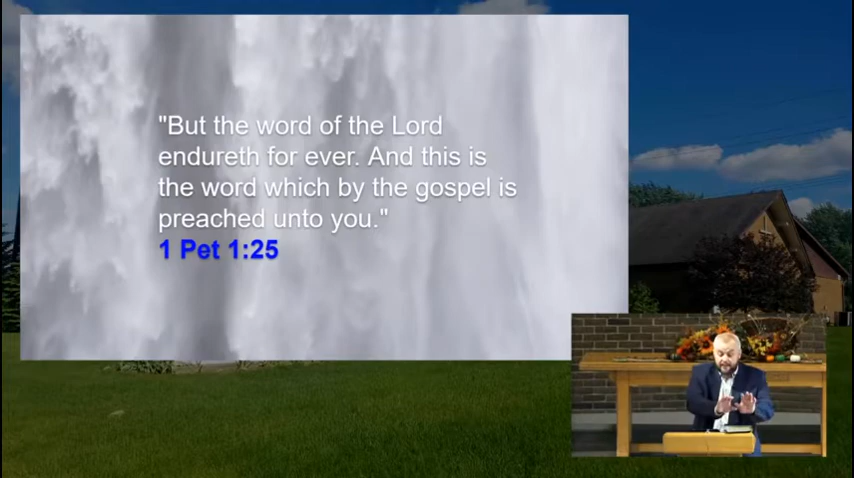 "But the word of the Lord
endureth for ever. And this is
the word which by the gospel is
preached unto you."
1 Pet 1:25